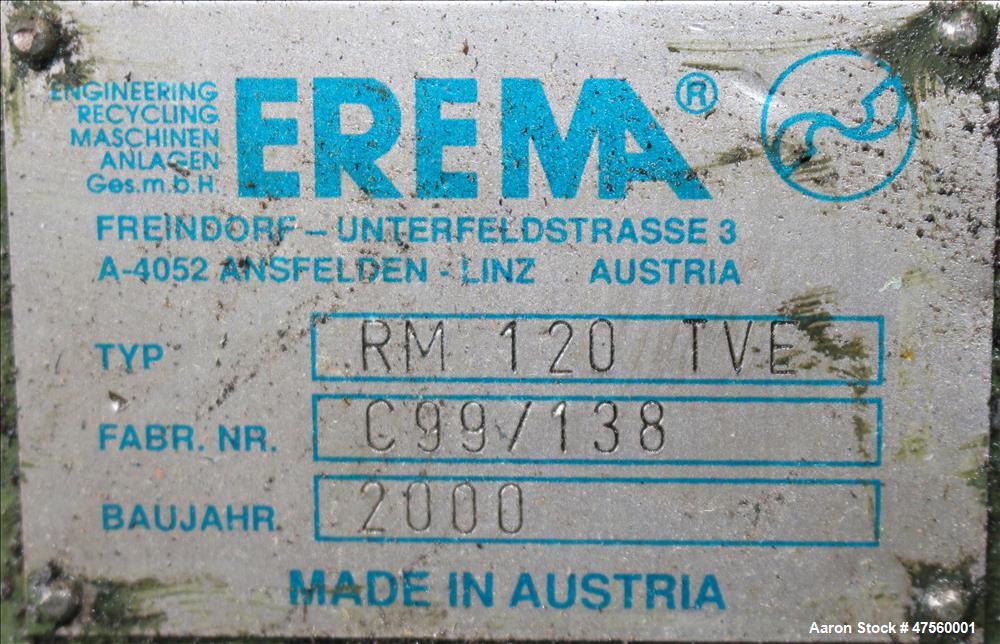 ENGINEERING
RECYCLING
MASCHINEN
ANLAGEN
Ges.m.b.H.
EREMA®
FREINDORF – UNTERFELDSTRASSE 3
A-4052 ANSFELDEN - LINZ AUSTRIA
TYP RM 120 TVE
FABR. NR. C99/138
BAUJAHR 2000
MADE IN AUSTRIA
Aaron Stock # 47560001